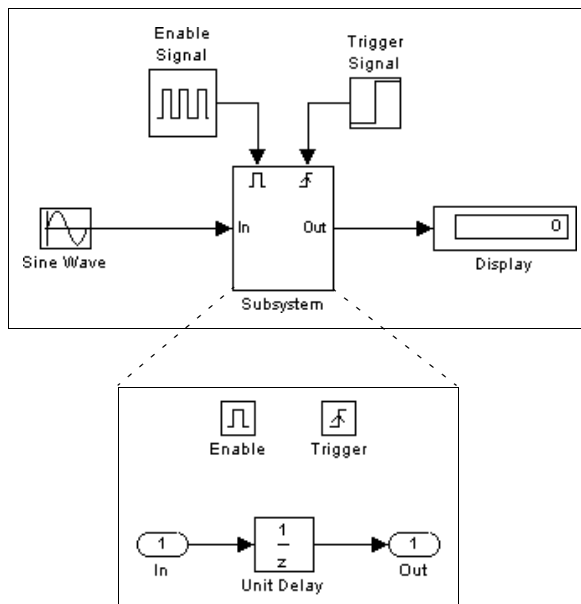 Enable
Signal
Trigger
Signal
In
Out
0
Sine Wave
Display
Subsystem
Enable
Trigger
1
1
z
1
In
Unit Delay
Out